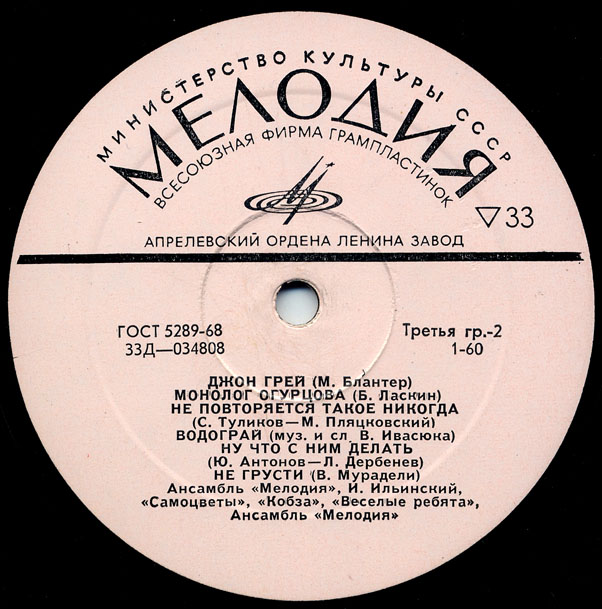 МИНИСТЕРСТВО КУЛЬТУРЫ СССР
МЕЛОДИЯ
ВСЕСОЮЗНАЯ ФИРМА ГРАМПЛАСТИНОК
▽33
АПРЕЛЕВСКИЙ ОРДЕНА ЛЕНИНА ЗАВОД
ГОСТ 5289-68
Третья гр.-2
33Д—034808
1-60
ДЖОН ГРЕЙ (М. Блантер)
МОНОЛОГ ОГУРЦОВА (Б. Ласкин)
НЕ ПОВТОРЯЕТСЯ ТАКОЕ НИКОГДА
(С. Туликов—М. Пляцковский)
ВОДОГРАЙ (муз. и сл. В. Ивасюка)
НУ ЧТО С НИМ ДЕЛАТЬ
(Ю. Антонов—Л. Дербенев)
НЕ ГРУСТИ (В. Мурадели)
Ансамбль «Мелодия», И. Ильинский,
«Самоцветы», «Кобза», «Веселые ребята»,
Ансамбль «Мелодия»